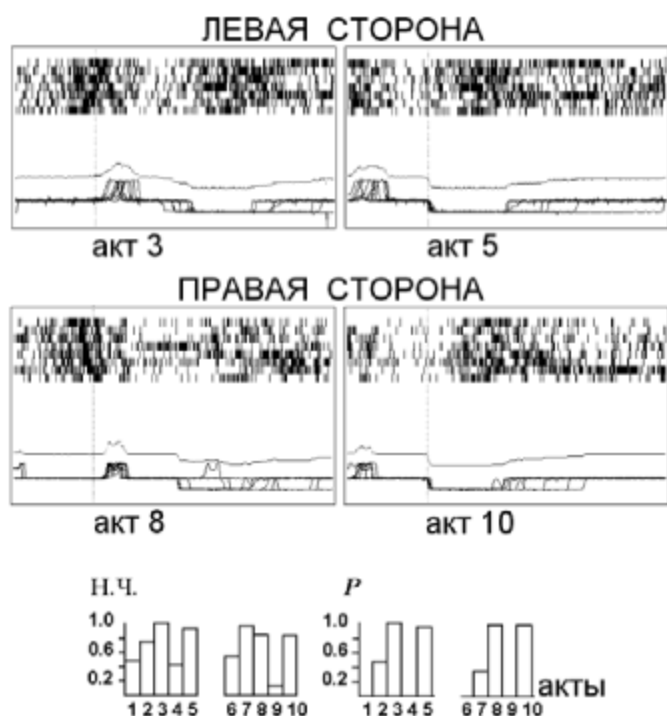 ЛЕВАЯ СТОРОНА
акт 3 акт 5
ПРАВАЯ СТОРОНА
акт 8 акт 10
Н.Ч. P
1.0 1.0
0.6 0.6
0.2 0.2
1 2 3 4 5 6 7 8 9 10 1 2 3 4 5 6 7 8 9 10 акты